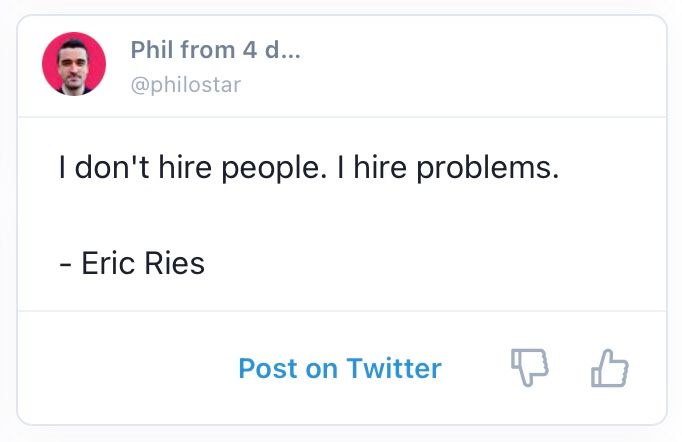 Phil from 4 d...
@philostar
I don't hire people. I hire problems.
- Eric Ries
Post on Twitter